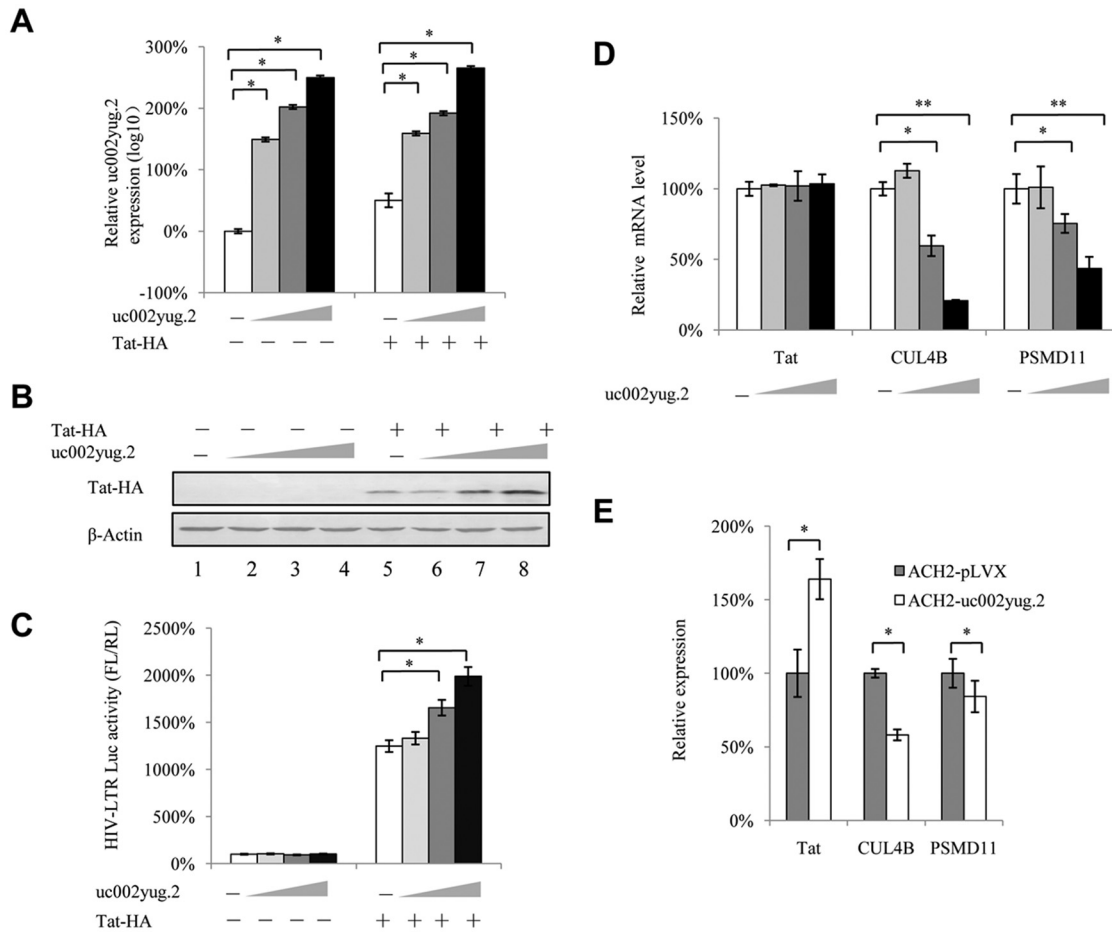 A
Relative uc002yug.2
expression (log10)
300%
200%
100%
0%
-100%
* * *
* * *
uc002yug.2 — —
Tat-HA — — — — + + + +
B
Tat-HA — — — — + + + +
uc002yug.2 — —
Tat-HA
β-Actin
1 2 3 4 5 6 7 8
C
HIV-LTR Luc activity (FL/RL)
2500%
2000%
1500%
1000%
500%
0%
* *
uc002yug.2 — —
Tat-HA — — — — + + + +
D
Relative mRNA level
150%
100%
50%
0%
** *
** *
Tat CUL4B PSMD11
uc002yug.2 — — —
E
Relative expression
200%
150%
100%
50%
0%
* * *
ACH2-pLVX
ACH2-uc002yug.2
Tat CUL4B PSMD11